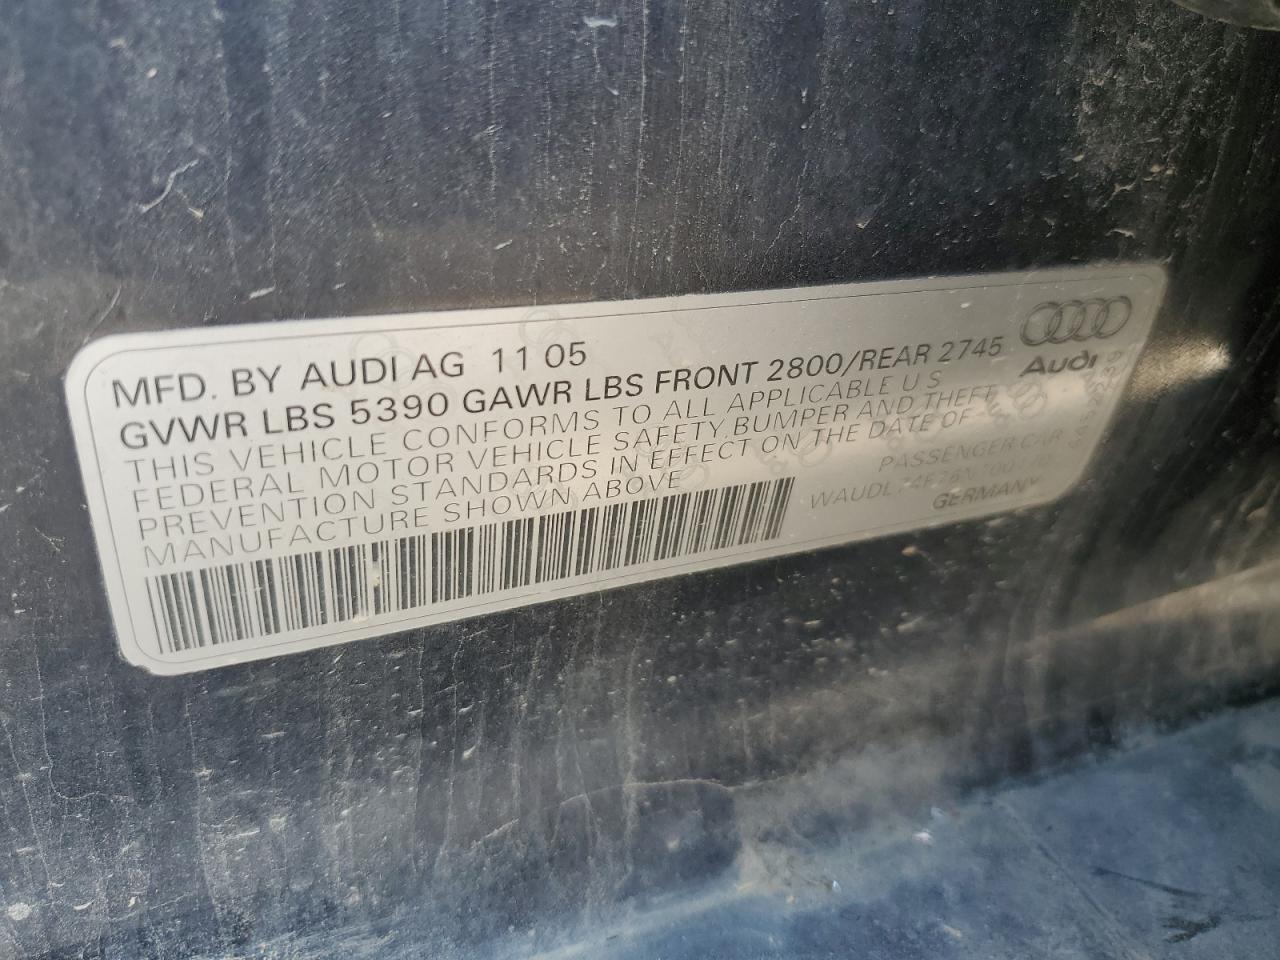 MFD. BY AUDI AG 11 05
GVWR LBS 5390 GAWR LBS FRONT 2800/REAR 2745
Audi
THIS VEHICLE CONFORMS TO ALL APPLICABLE U.S
FEDERAL MOTOR VEHICLE SAFETY, BUMPER AND THEFT
PREVENTION STANDARDS IN EFFECT ON THE DATE OF
MANUFACTURE SHOWN ABOVE
PASSENGER CAR
GERMANY